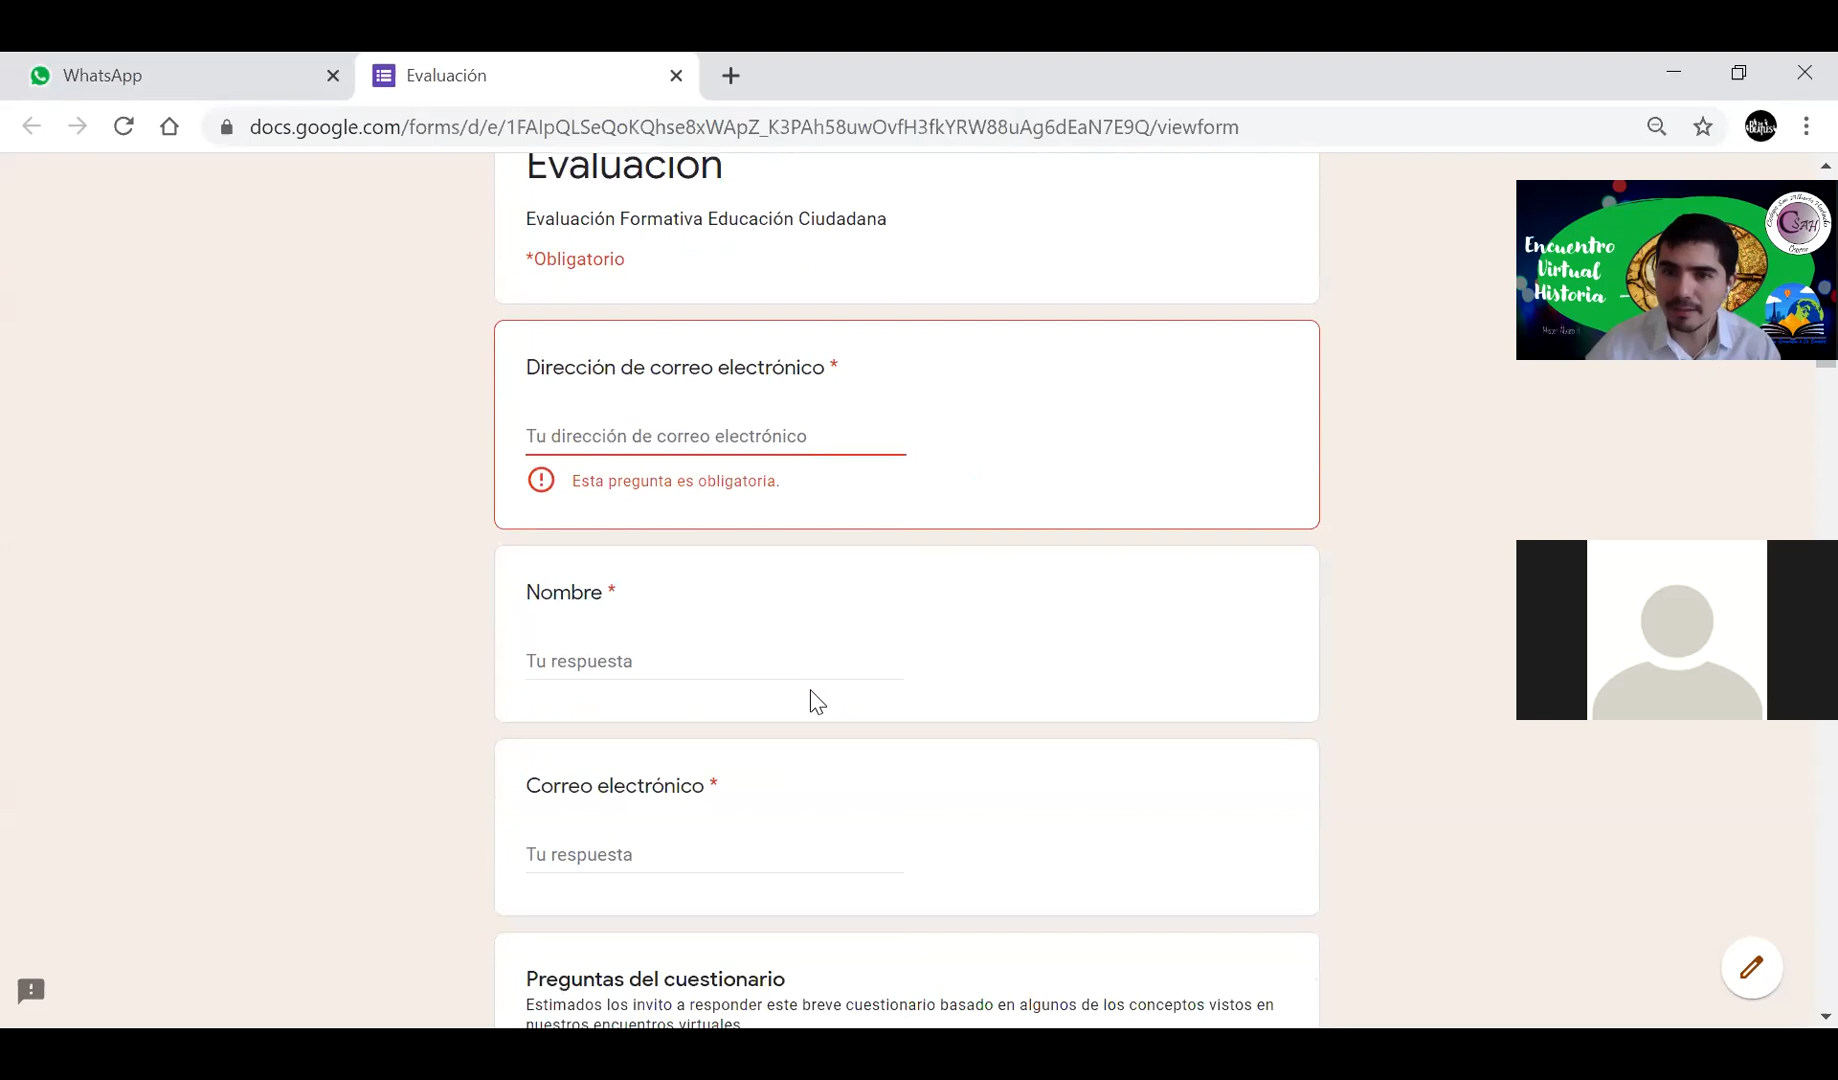 WhatsApp
Evaluación
docs.google.com/forms/d/e/1FAIpQLSeQoKQhse8xWApZ_K3PAh58uwOvfH3fkYRW88uAg6dEaN7E9Q/viewform
Evaluación
Evaluación Formativa Educación Ciudadana
*Obligatorio
Dirección de correo electrónico *
Tu dirección de correo electrónico
Esta pregunta es obligatoria.
Nombre *
Tu respuesta
Correo electrónico *
Tu respuesta
Preguntas del cuestionario
Estimados los invito a responder este breve cuestionario basado en algunos de los conceptos vistos en
nuestros encuentros virtuales
Encuentro
Virtual
Historia
CSAH